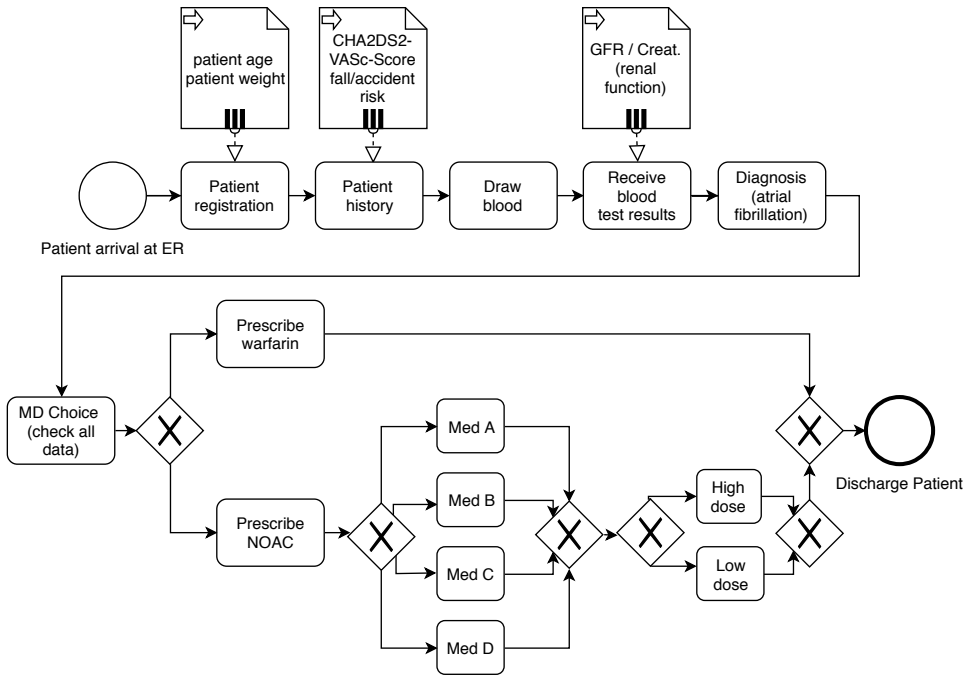 patient age
patient weight
CHA2DS2-
VASc-Score
fall/accident
risk
GFR / Creat.
(renal
function)
Patient
registration
Patient
history
Draw
blood
Receive
blood
test results
Diagnosis
(atrial
fibrillation)
Patient arrival at ER
Prescribe
warfarin
MD Choice
(check all
data)
Prescribe
NOAC
Med A
Med B
Med C
Med D
High
dose
Low
dose
Discharge Patient